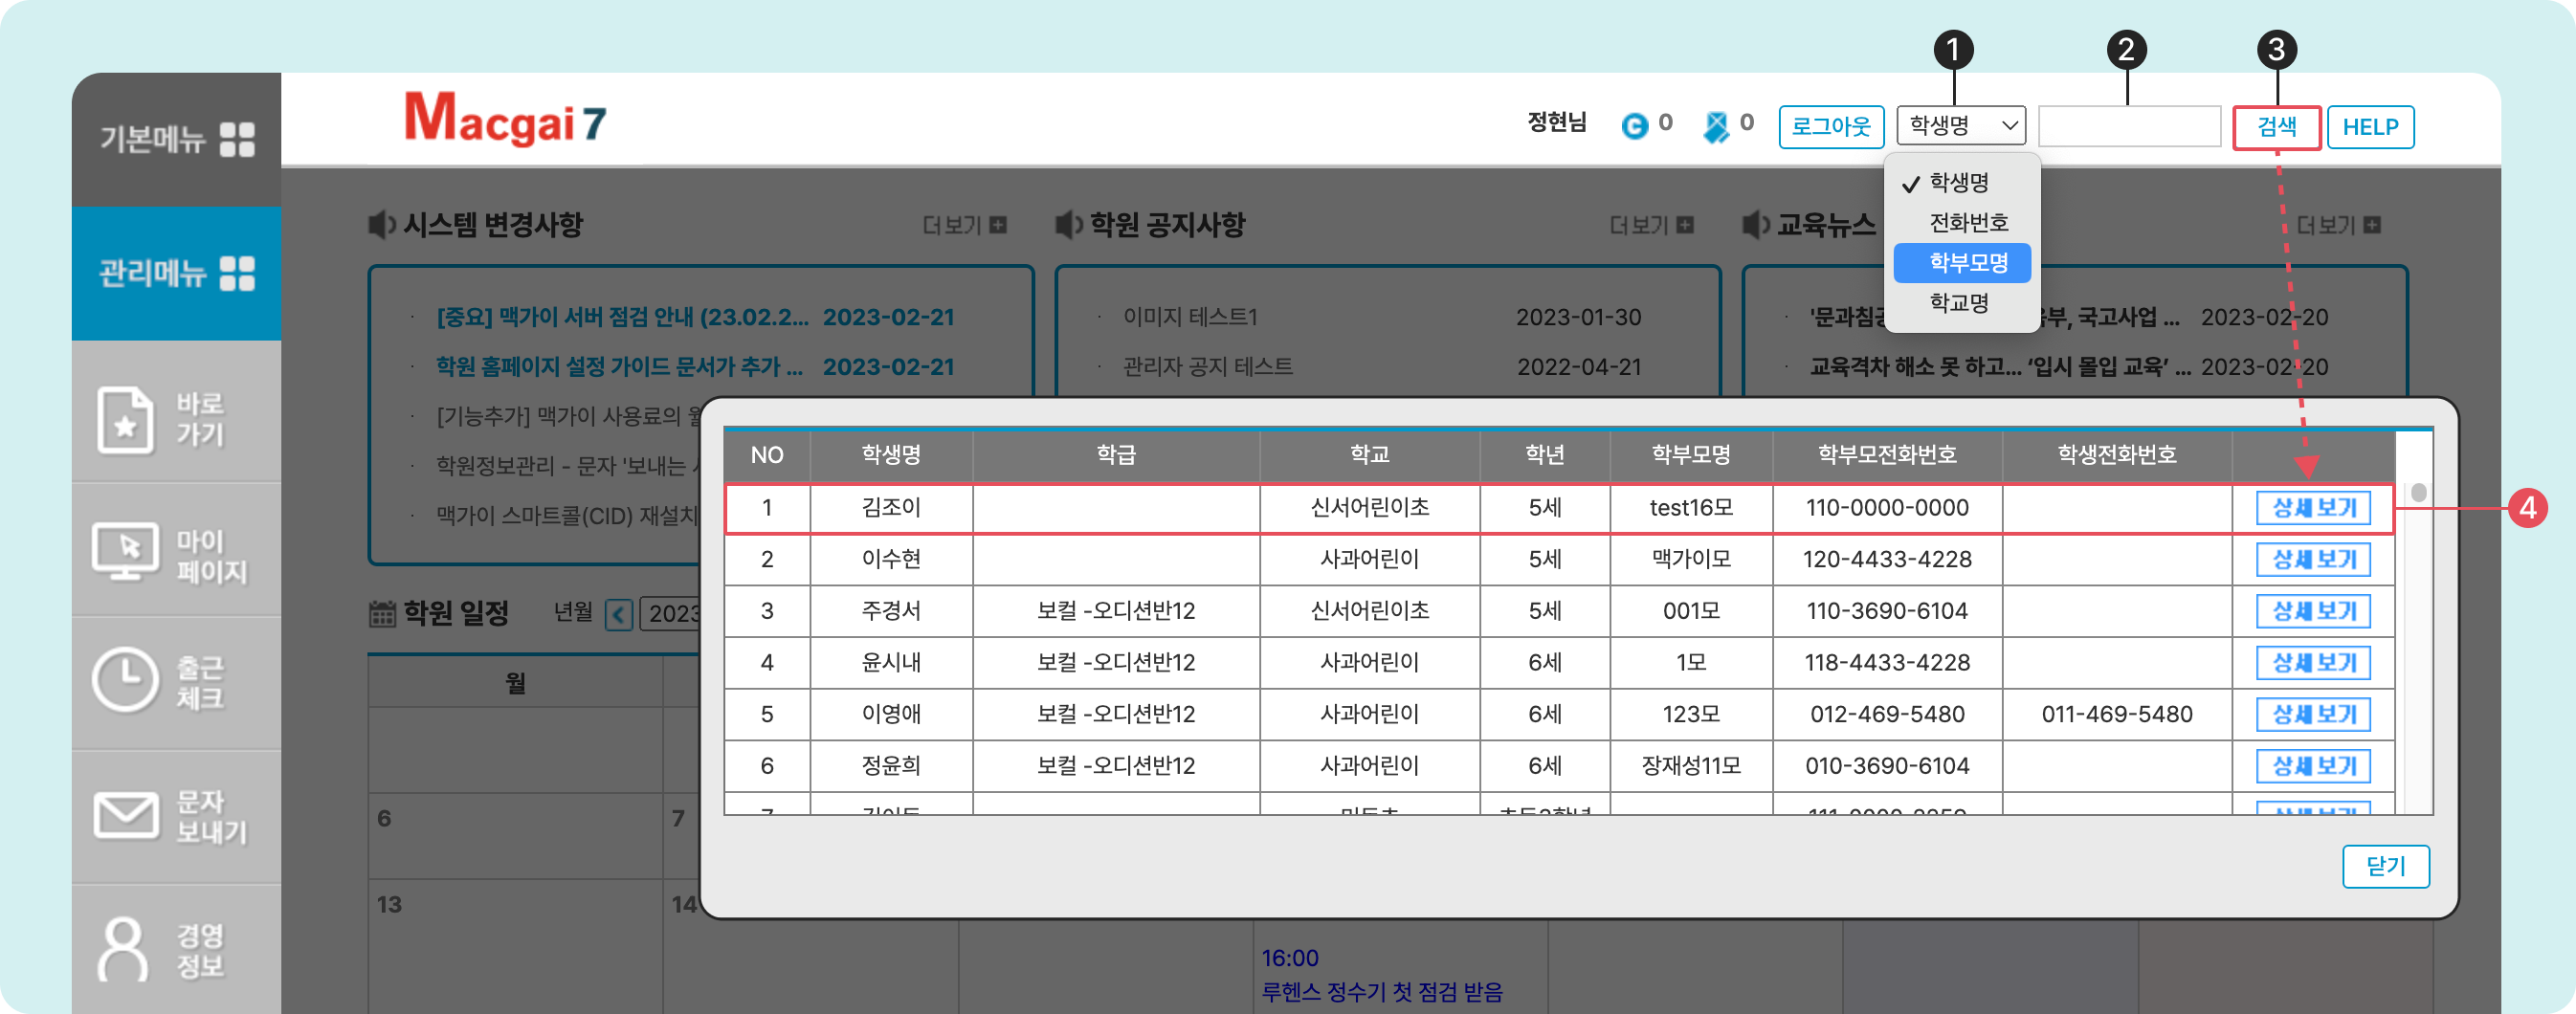 1 2 3
기본메뉴
Macgai 7
정현님 0 0 로그아웃 학생명 검색 HELP
✓ 학생명
전화번호
학부모명
학교명
관리메뉴
시스템 변경사항 더보기
[중요] 맥가이 서버 점검 안내 (23.02.2... 2023-02-21
학원 홈페이지 설정 가이드 문서가 추가 ... 2023-02-21
[기능추가] 맥가이 사용료의
학원정보관리 - 문자 '보내는
맥가이 스마트콜(CID) 재설치
학원 공지사항 더보기
이미지 테스트1 2023-01-30
관리자 공지 테스트 2022-04-21
교육뉴스 더보기
'문과침 부, 국고사업 ... 2023-02-20
교육격차 해소 못 하고... ‘입시 몰입 교육’ ... 2023-02-20
바로
가기
마이
페이지
출근
체크
문자
보내기
경영
정보
학원 일정 년월 2023
월
6 7
13 14
16:00
루헨스 정수기 첫 점검 받음
NO 학생명 학급 학교 학년 학부모명 학부모전화번호 학생전화번호
1 김조이 신서어린이초 5세 test16모 110-0000-0000 상세보기 4
2 이수현 사과어린이 5세 맥가이모 120-4433-4228 상세보기
3 주경서 보컬 -오디션반12 신서어린이초 5세 001모 110-3690-6104 상세보기
4 윤시내 보컬 -오디션반12 사과어린이 6세 1모 118-4433-4228 상세보기
5 이영애 보컬 -오디션반12 사과어린이 6세 123모 012-469-5480 011-469-5480 상세보기
6 정윤희 보컬 -오디션반12 사과어린이 6세 장재성11모 010-3690-6104 상세보기
닫기